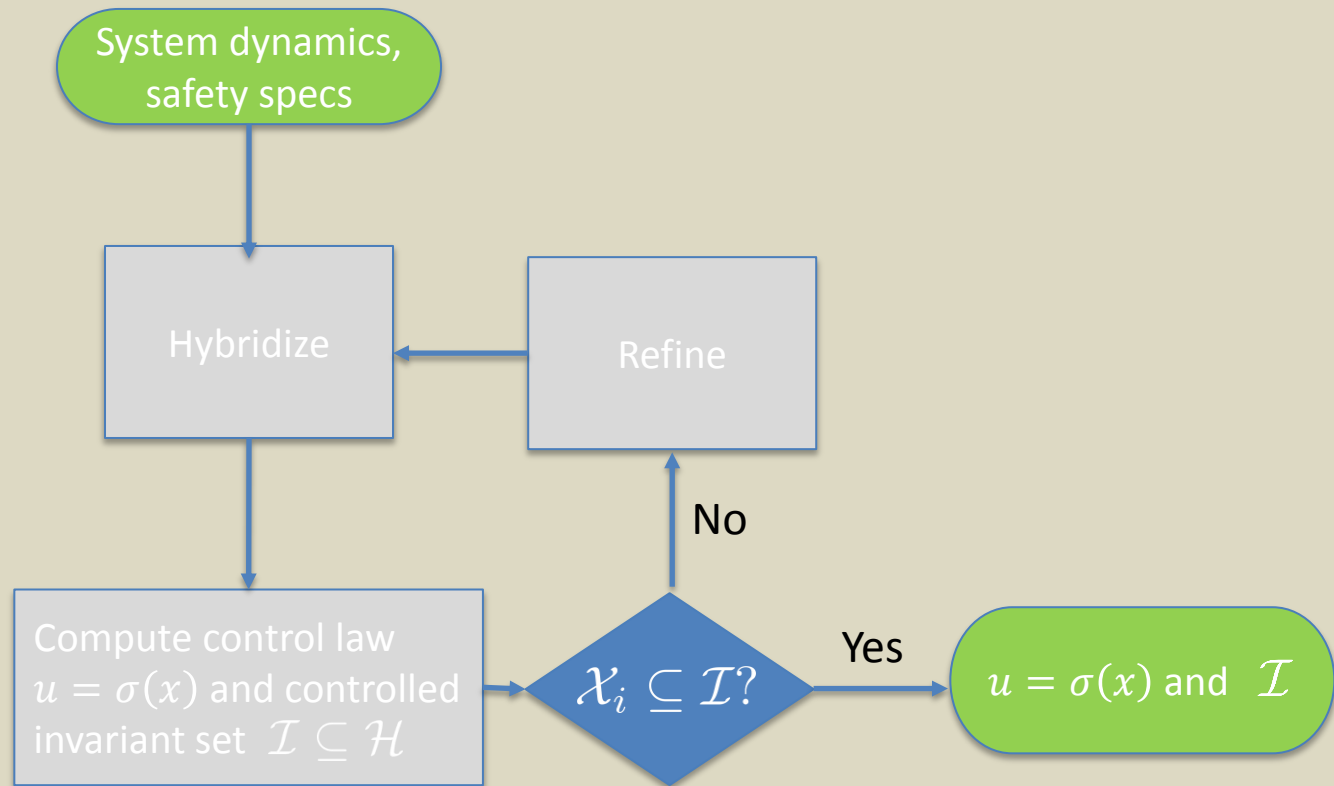 System dynamics,
safety specs
Hybridize
Refine
No
Compute control law
𝑢 = 𝜎(𝑥) and controlled
invariant set ℐ ⊆ ℋ
𝒳ᵢ ⊆ ℐ?
Yes
𝑢 = 𝜎(𝑥) and ℐ